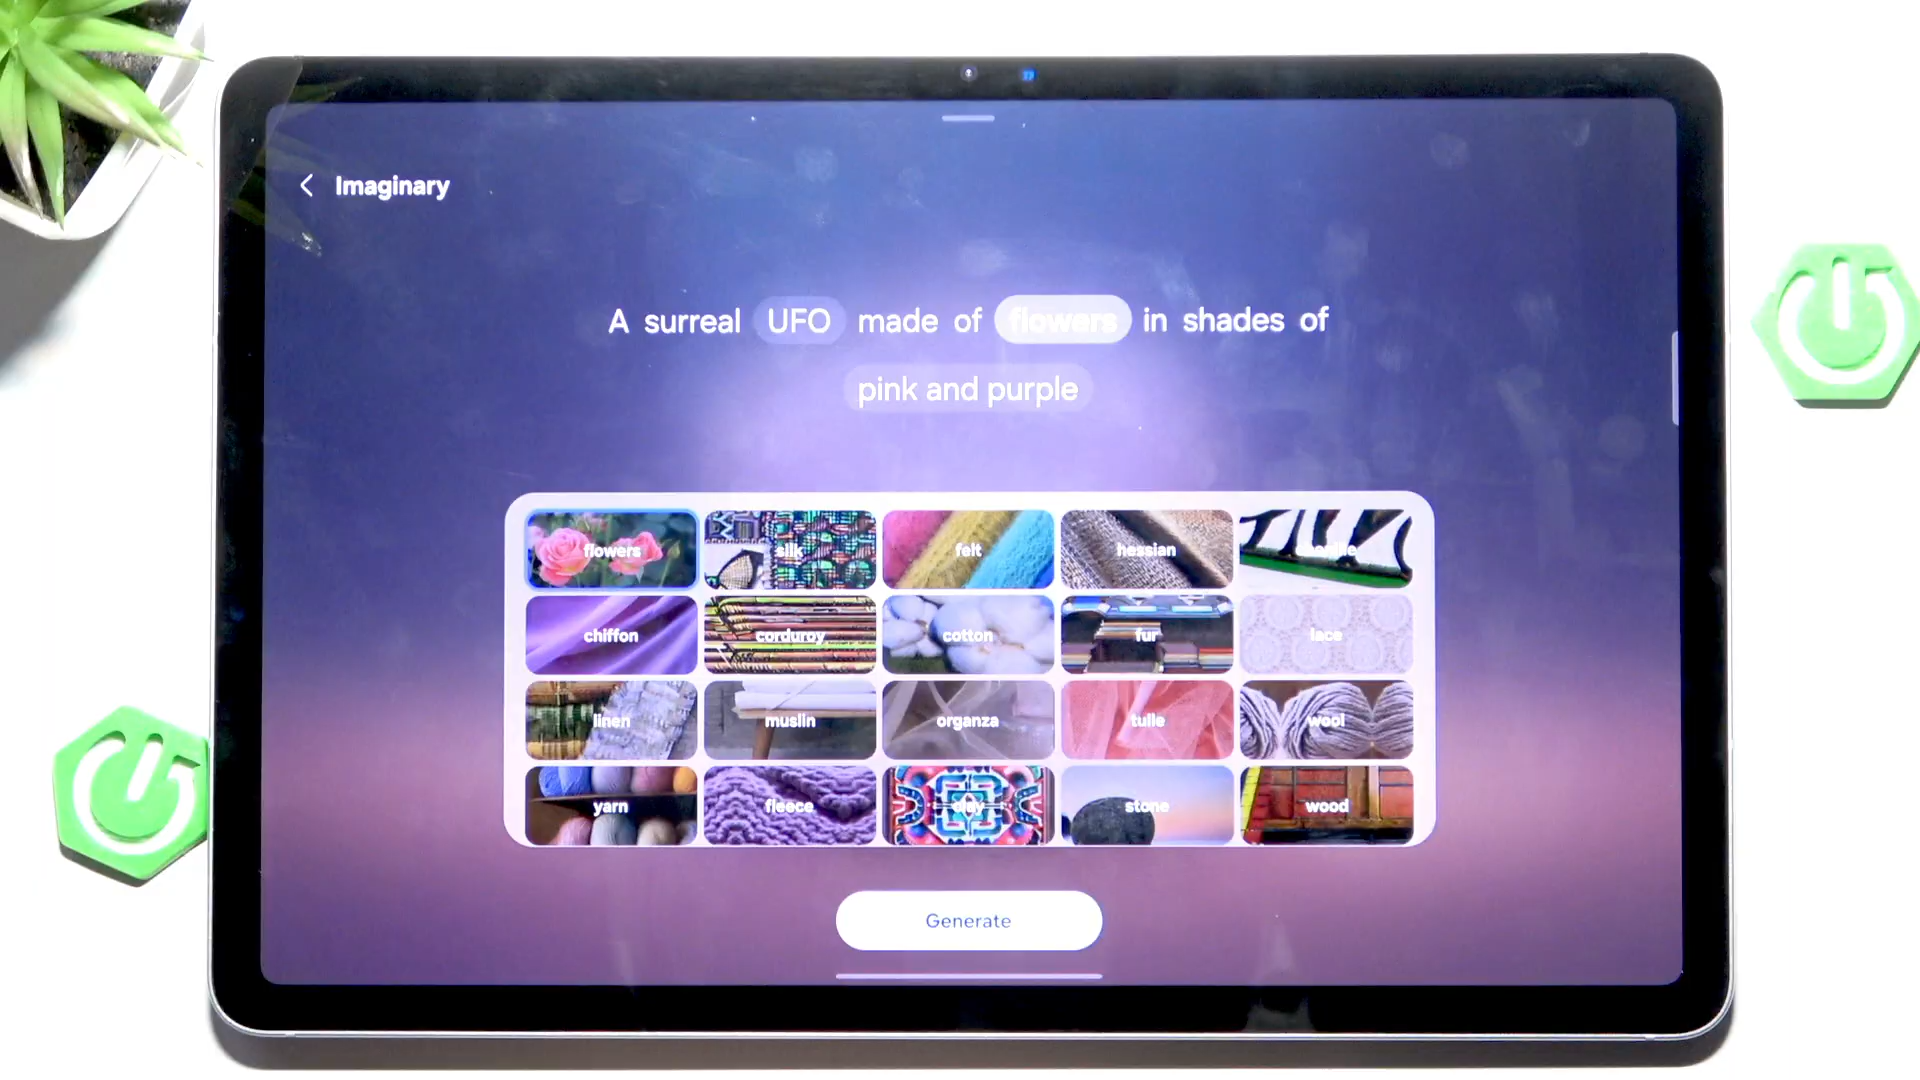 Imaginary
A surreal UFO made of flowers in shades of
pink and purple
flowers silk felt hessian
chiffon corduroy cotton fur lace
linen muslin organza tulle wool
yarn fleece clay stone wood
Generate